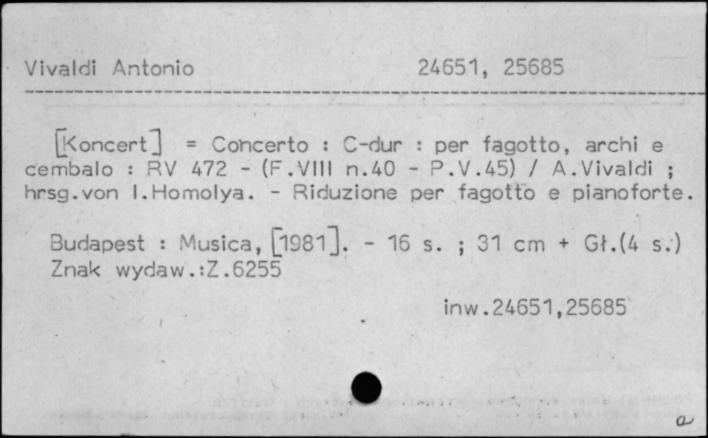 Vivaldi Antonio 24651, 25685
[Koncert] = Concerto : C-dur : per fagotto, archi e
cembalo : RV 472 - (F.VIII n.40 - P.V.45) / A.Vivaldi ;
hrsg.von I.Homolya. - Riduzione per fagotto e pianoforte.
Budapest : Musica, [1981]. - 16 s. ; 31 cm + Gł.(4 s.)
Znak wydaw.:Z.6255
inw.24651,25685
a